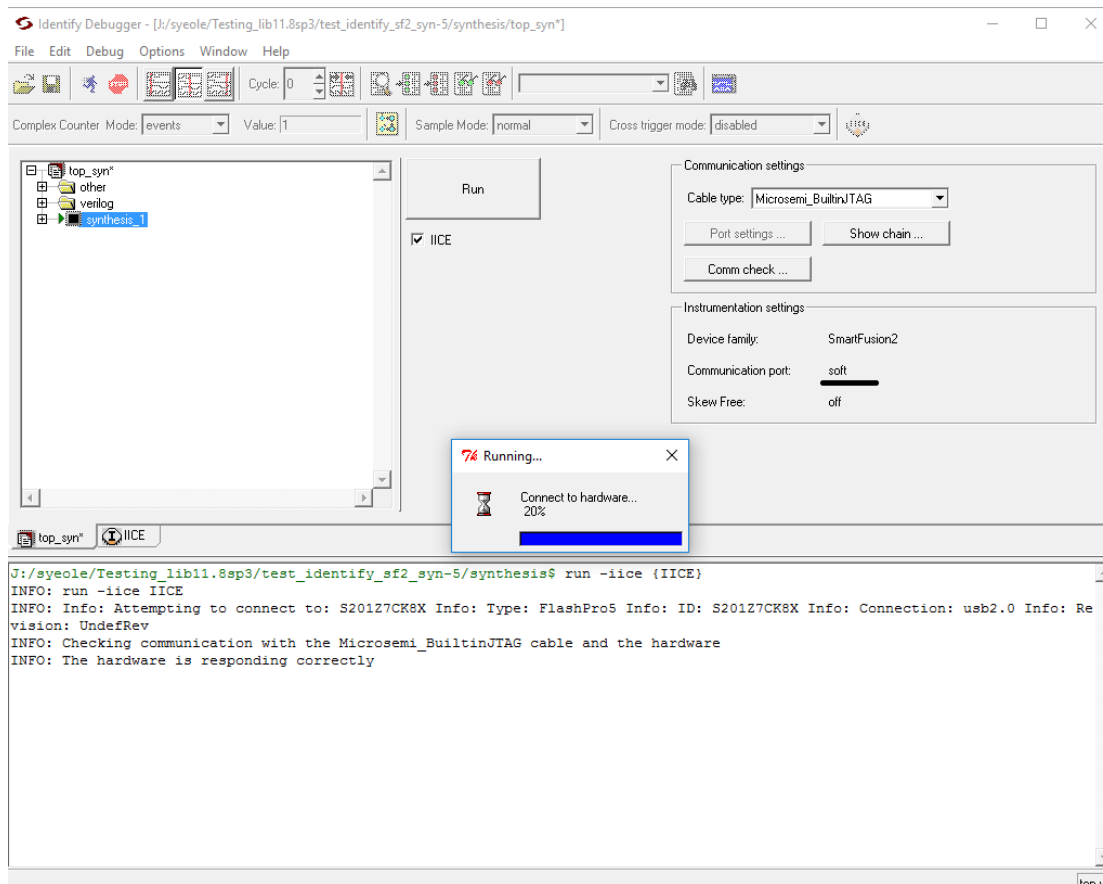 Identify Debugger - [J:/syeole/Testing_lib11.8sp3/test_identify_sf2_syn-5/synthesis/top_syn*]
File Edit Debug Options Window Help
Cycle: 0
Complex Counter Mode: events Value: 1 Sample Mode: normal Cross trigger mode: disabled
top_syn*
other
verilog
synthesis_1
Run
IICE
Communication settings
Cable type: Microsemi_BuiltinJTAG
Port settings ... Show chain ...
Comm check ...
Instrumentation settings
Device family: SmartFusion2
Communication port: soft
Skew Free: off
Running...
Connect to hardware...
20%
top_syn* IICE
J:/syeole/Testing_lib11.8sp3/test_identify_sf2_syn-5/synthesis$ run -iice {IICE}
INFO: run -iice IICE
INFO: Info: Attempting to connect to: S201Z7CK8X Info: Type: FlashPro5 Info: ID: S201Z7CK8X Info: Connection: usb2.0 Info: Re
vision: UndefRev
INFO: Checking communication with the Microsemi_BuiltinJTAG cable and the hardware
INFO: The hardware is responding correctly